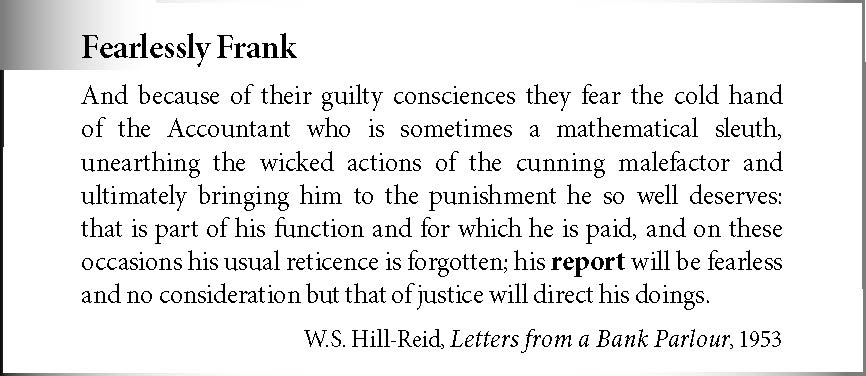 Fearlessly Frank
And because of their guilty consciences they fear the cold hand
of the Accountant who is sometimes a mathematical sleuth,
unearthing the wicked actions of the cunning malefactor and
ultimately bringing him to the punishment he so well deserves:
that is part of his function and for which he is paid, and on these
occasions his usual reticence is forgotten; his report will be fearless
and no consideration but that of justice will direct his doings.
W.S. Hill-Reid, Letters from a Bank Parlour, 1953